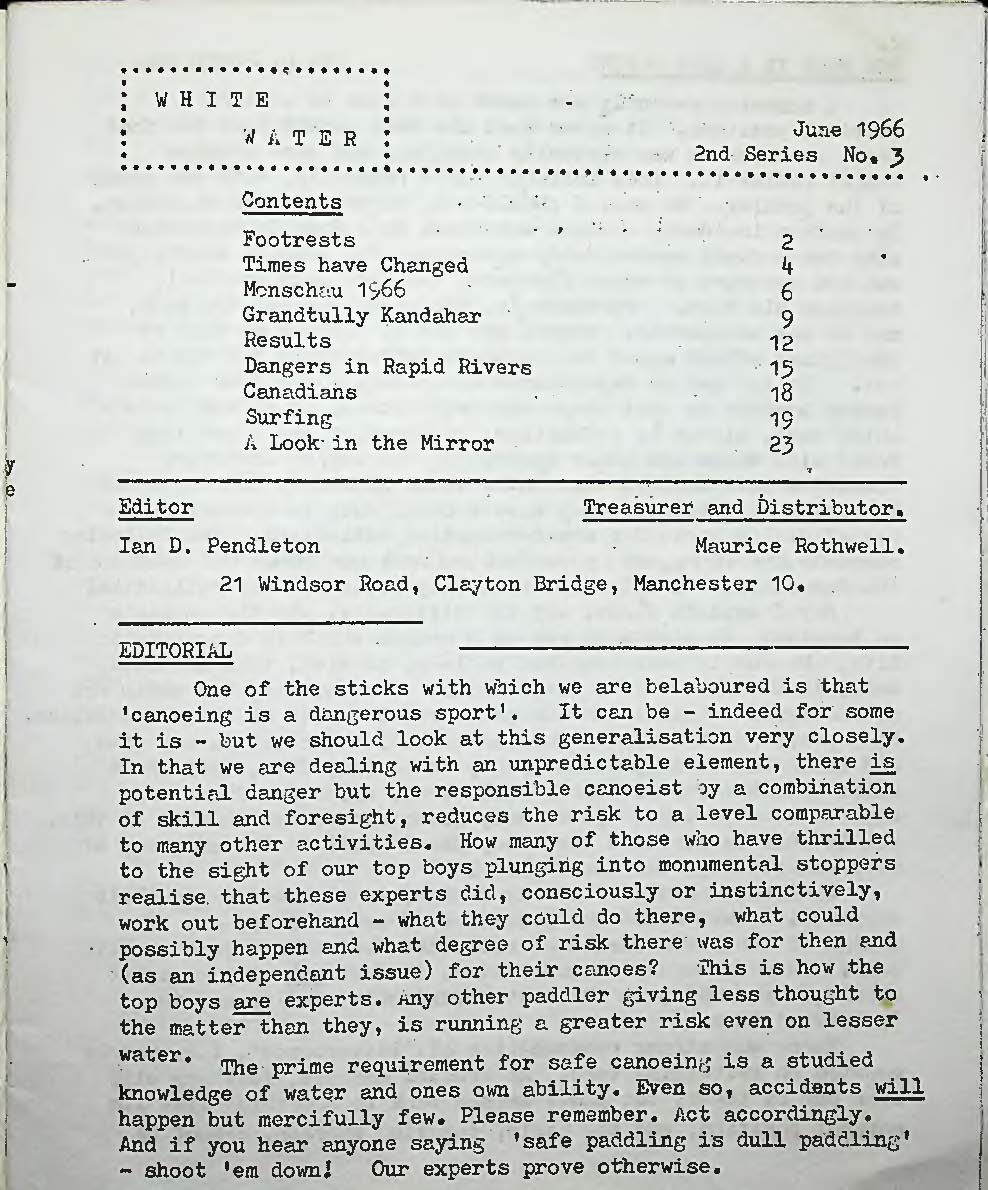 WHITE
WATER
June 1966
2nd Series No. 3
Contents
Footrests 2
Times have Changed 4
Monschau 1966 6
Grandtully Kandahar 9
Results 12
Dangers in Rapid Rivers 15
Canadians 18
Surfing 19
A Look in the Mirror 23
y
e
Editor Treasurer and Distributor.
Ian D. Pendleton Maurice Rothwell.
21 Windsor Road, Clayton Bridge, Manchester 10.
EDITORIAL
One of the sticks with which we are belaboured is that
'canoeing is a dangerous sport'. It can be - indeed for some
it is - but we should look at this generalisation very closely.
In that we are dealing with an unpredictable element, there is
potential danger but the responsible canoeist by a combination
of skill and foresight, reduces the risk to a level comparable
to many other activities. How many of those who have thrilled
to the sight of our top boys plunging into monumental stoppers
realise. that these experts did, consciously or instinctively,
work out beforehand - what they could do there, what could
possibly happen and what degree of risk there was for then and
(as an independant issue) for their canoes? This is how the
top boys are experts. Any other paddler giving less thought to
the matter than they, is running a greater risk even on lesser
water.
The prime requirement for safe canoeing is a studied
knowledge of water and ones own ability. Even so, accidents will
happen but mercifully few. Please remember. Act accordingly.
And if you hear anyone saying 'safe paddling is dull paddling'
- shoot 'em down! Our experts prove otherwise.